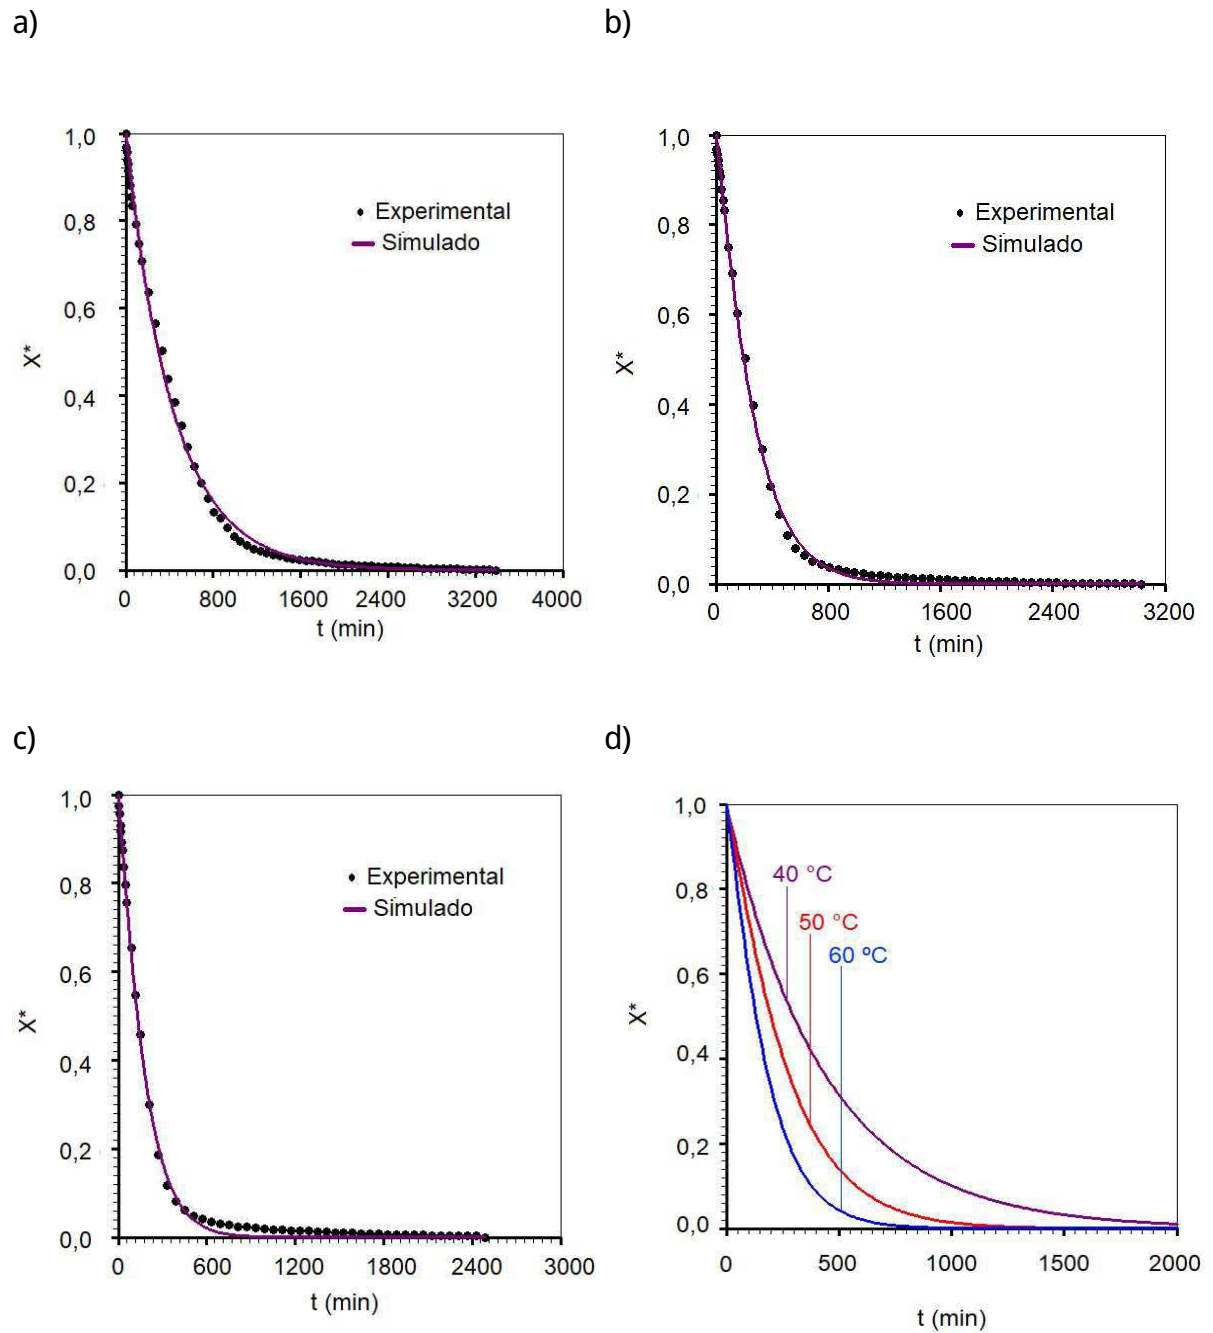 a)
1,0
0,8
0,6
0,4
0,2
0,0
X*
Experimental
Simulado
0 800 1600 2400 3200 4000
t (min)
b)
1,0
0,8
0,6
0,4
0,2
0,0
X*
Experimental
Simulado
0 800 1600 2400 3200
t (min)
c)
1,0
0,8
0,6
0,4
0,2
0,0
X*
Experimental
Simulado
0 600 1200 1800 2400 3000
t (min)
d)
1,0
0,8
0,6
0,4
0,2
0,0
X*
40 °C
50 °C
60 ºC
0 500 1000 1500 2000
t (min)